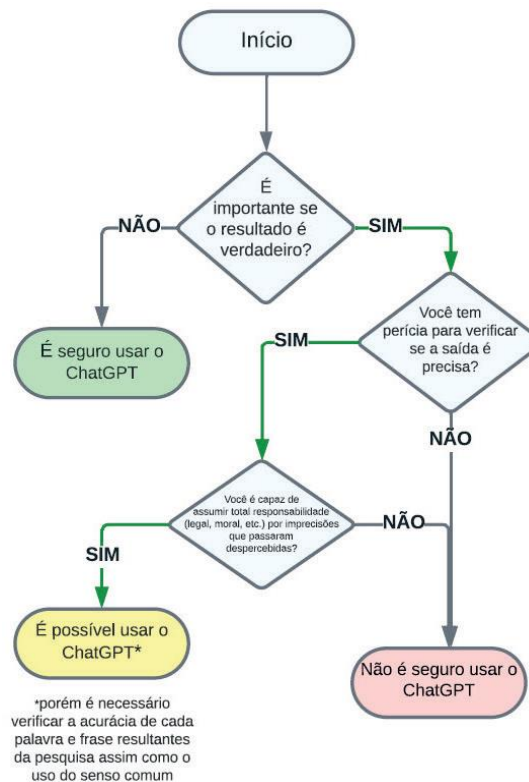 Início
É
importante se
o resultado é
verdadeiro?
NÃO
SIM
É seguro usar o
ChatGPT
Você tem
perícia para verificar
se a saída é
precisa?
SIM
NÃO
Você é capaz de
assumir total responsabilidade
(legal, moral, etc.) por imprecisões
que passaram
despercebidas?
NÃO
SIM
É possível usar o
ChatGPT*
Não é seguro usar o
ChatGPT
*porém é necessário
verificar a acurácia de cada
palavra e frase resultantes
da pesquisa assim como o
uso do senso comum